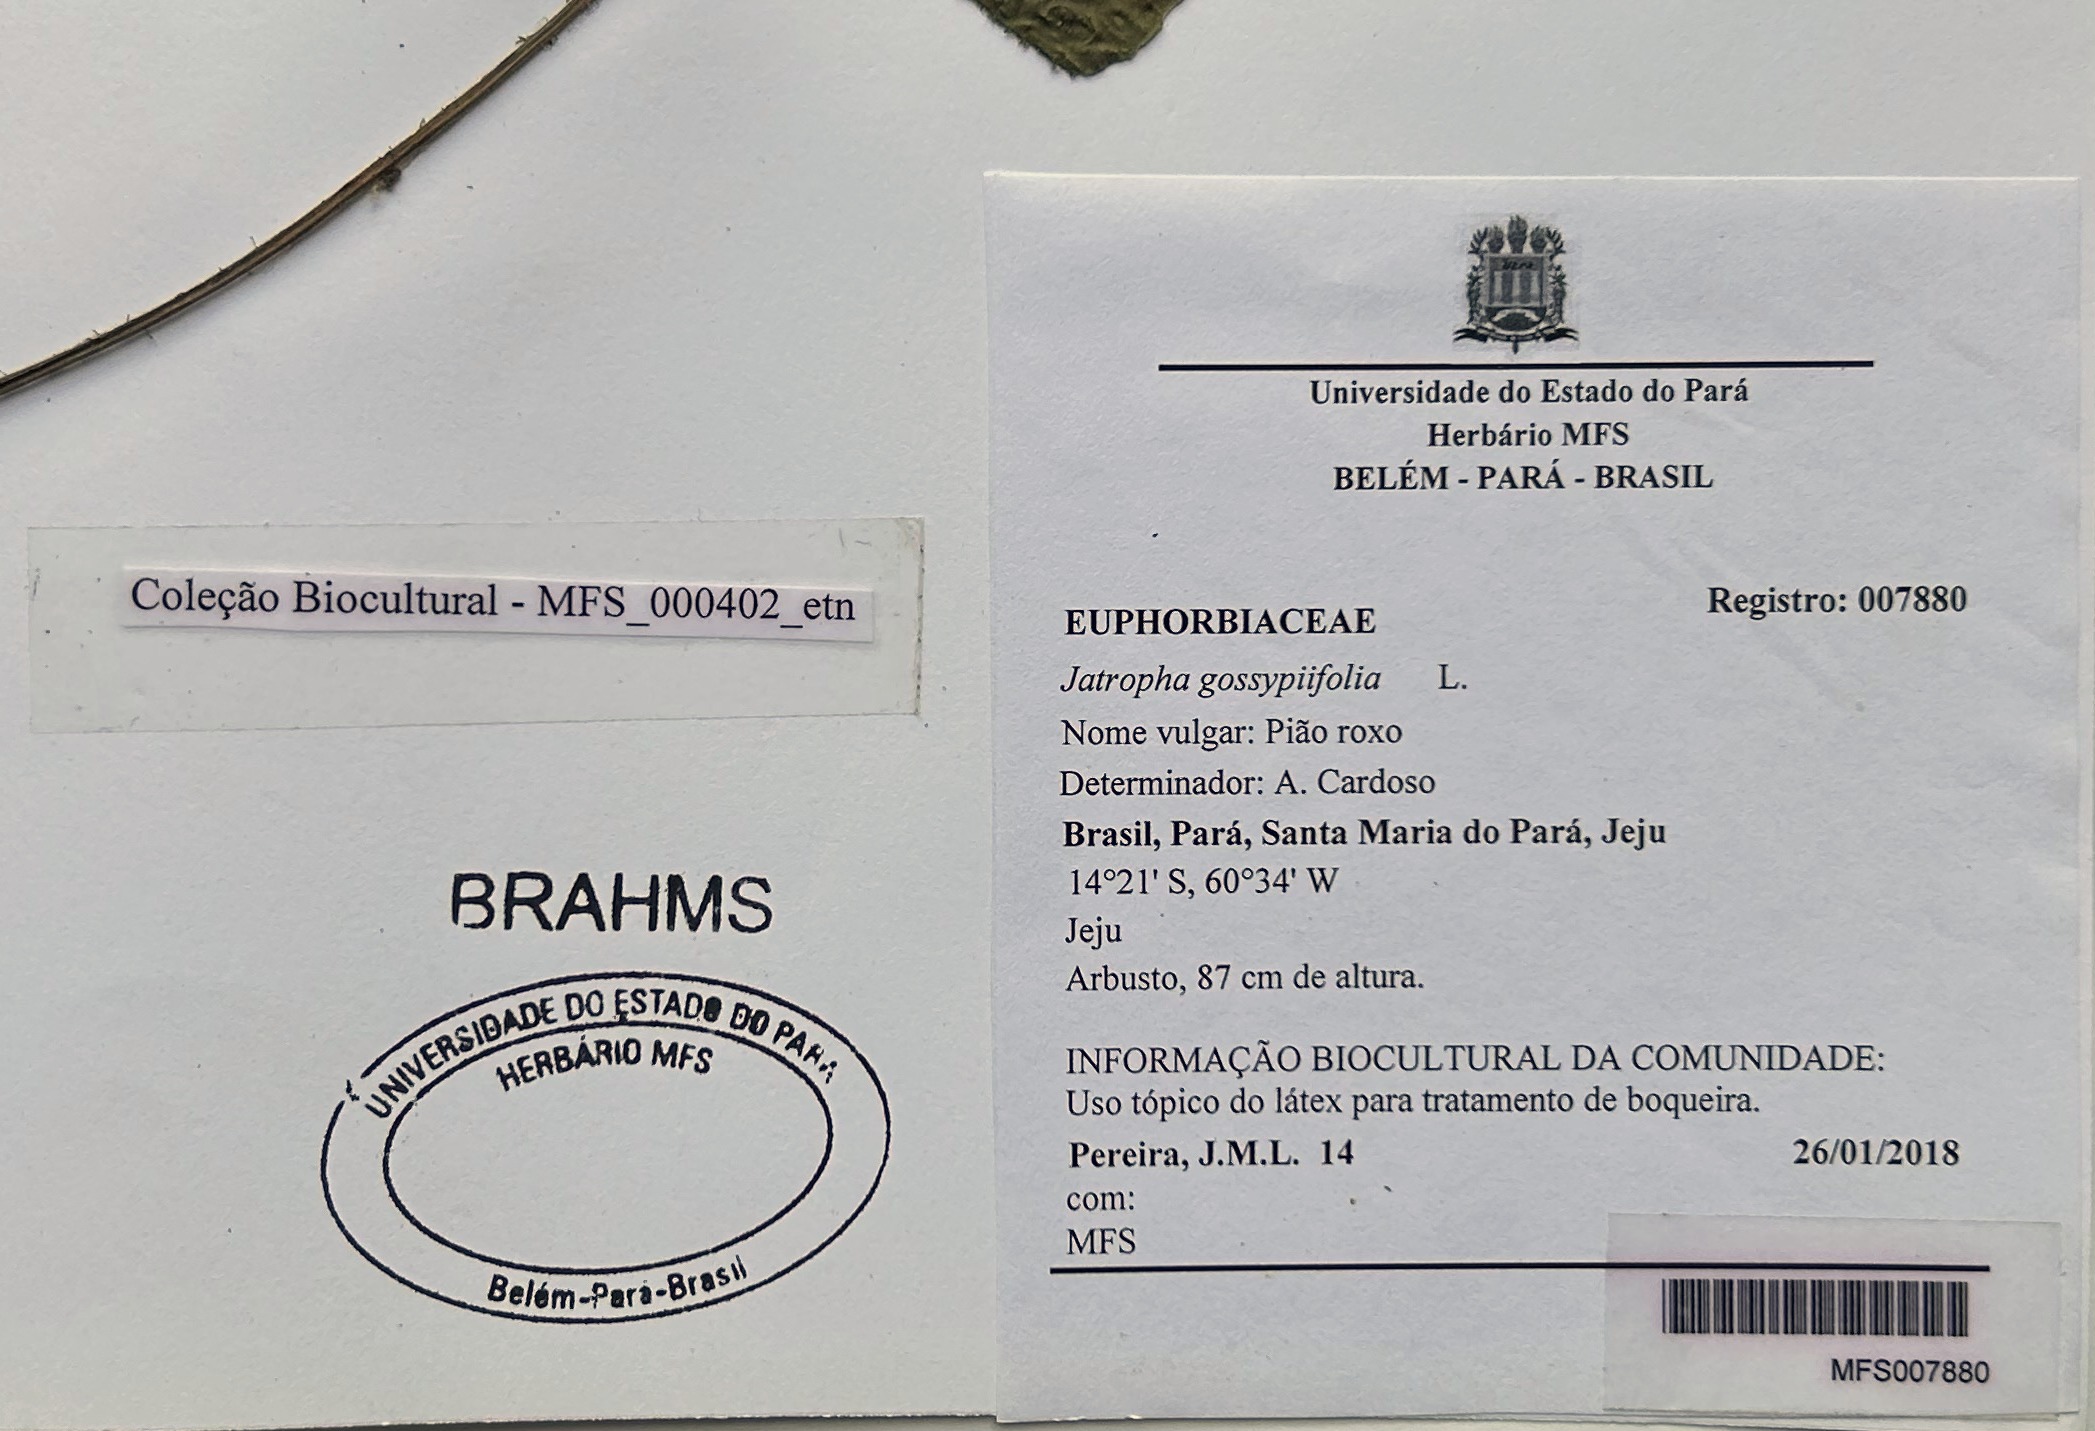 Universidade do Estado do Pará
Herbário MFS
BELÉM - PARÁ - BRASIL
Registro: 007880
EUPHORBIACEAE
Jatropha gossypiifolia L.
Nome vulgar: Pião roxo
Determinador: A. Cardoso
Brasil, Pará, Santa Maria do Pará, Jeju
14°21' S, 60°34' W
Jeju
Arbusto, 87 cm de altura.
INFORMAÇÃO BIOCULTURAL DA COMUNIDADE:
Uso tópico do látex para tratamento de boqueira.
Pereira, J.M.L. 14 26/01/2018
com:
MFS
MFS007880
Coleção Biocultural - MFS_000402_etn
BRAHMS
UNIVERSIDADE DO ESTADO DO PARÁ
HERBÁRIO MFS
Belém-Pará-Brasil